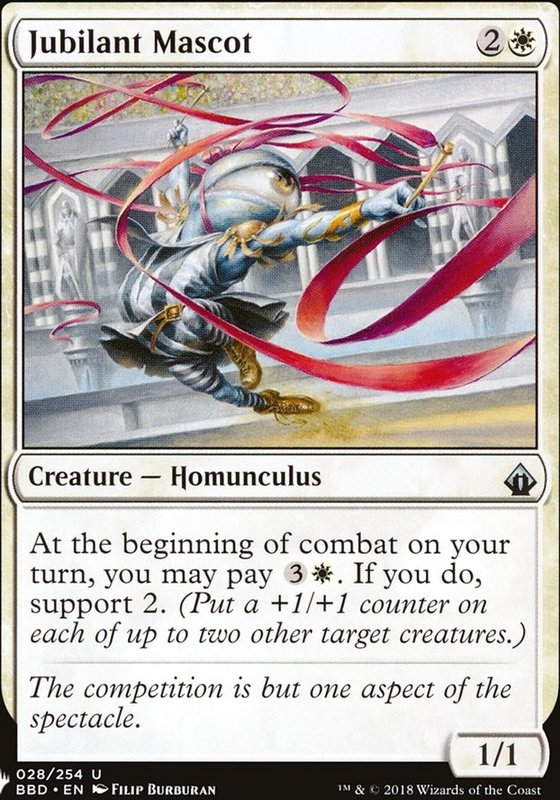 Jubilant Mascot 2
Creature — Homunculus
At the beginning of combat on your
turn, you may pay 3. If you do,
support 2. (Put a +1/+1 counter on
each of up to two other target creatures.)
The competition is but one aspect of the
spectacle.
1/1
028/254 U
BBD • EN Filip Burburan
™ & © 2018 Wizards of the Coast